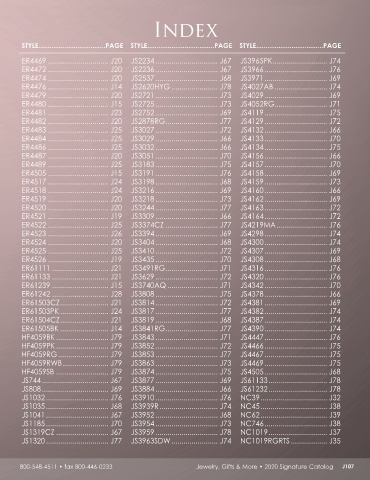 INDEX
STYLE PAGE STYLE PAGE STYLE PAGE
ER4469 J20 JS2234 J67 JS3965PK J74
ER4472 J20 JS2236 J67 JS3966 J76
ER4474 J20 JS2537 J68 JS3971 J69
ER4476 J14 JS2620HYG J78 JS4027AB J74
ER4479 J20 JS2721 J73 JS4029 J69
ER4480 J15 JS2725 J73 JS4052RG J71
ER4481 J23 JS2752 J69 JS4119 J75
ER4482 J20 JS2878RG J77 JS4129 J72
ER4483 J25 JS3027 J72 JS4132 J66
ER4484 J25 JS3029 J66 JS4133 J70
ER4486 J25 JS3032 J66 JS4134 J75
ER4487 J20 JS3051 J70 JS4156 J66
ER4489 J25 JS3183 J75 JS4157 J70
ER4505 J15 JS3191 J76 JS4158 J69
ER4517 J24 JS3198 J68 JS4159 J73
ER4518 J24 JS3216 J69 JS4160 J66
ER4519 J20 JS3218 J73 JS4162 J69
ER4520 J20 JS3244 J77 JS4163 J72
ER4521 J19 JS3309 J66 JS4164 J72
ER4522 J25 JS3374CZ J77 JS4219MA J76
ER4523 J26 JS3394 J69 JS4298 J74
ER4524 J20 JS3404 J68 JS4300 J74
ER4525 J25 JS3410 J72 JS4307 J69
ER4526 J19 JS3435 J70 JS4308 J68
ER61111 J21 JS3491RG J71 JS4316 J76
ER61133 J21 JS3629 J72 JS4320 J76
ER61239 J15 JS3740AQ J71 JS4342 J70
ER61242 J28 JS3808 J75 JS4378 J66
ER61503CZ J21 JS3814 J72 JS4381 J69
ER61503PK J24 JS3817 J77 JS4382 J74
ER61504CZ J21 JS3819 J68 JS4387 J74
ER61505BK J14 JS3841RG J77 JS4390 J74
HF4059BK J79 JS3843 J71 JS4447 J76
HF4059PK J79 JS3852 J72 JS4466 J75
HF4059RG J79 JS3853 J77 JS4467 J75
HF4059RWB J79 JS3863 J73 JS4469 J75
HF4059SB J79 JS3874 J75 JS4505 J68
JS744 J67 JS3877 J69 JS61133 J78
JS808 J69 JS3884 J66 JS61232 J78
JS1032 J76 JS3910 J76 NC39 J32
JS1035 J68 JS3939R J74 NC45 J38
JS1041 J67 JS3952 J68 NC62 J39
JS1185 J70 JS3954 J73 NC746 J38
JS1319CZ J67 JS3959 J78 NC1019 J37
JS1320 J77 JS3963SDW J74 NC1019RGRTS J35
800-548-4511 • fax 800-446-0233 Jewelry, Gifts & More • 2020 Signature Catalog J107